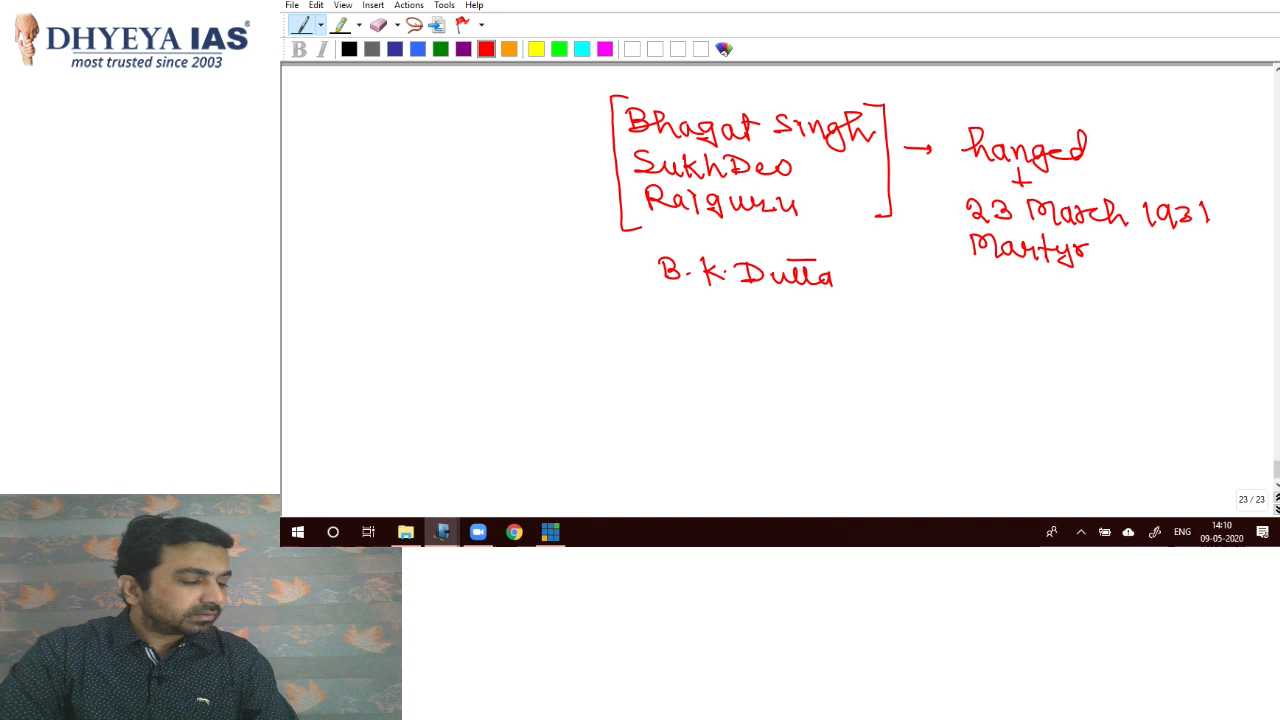 File Edit View Insert Actions Tools Help
DHYEYA IAS®
most trusted since 2003
B I
Bhagat Singh → hanged
SukhDeo
Rajguru
23 March 1931
Martyr
B. K. Dutta
23 / 23
ENG
14:10
09-05-2020